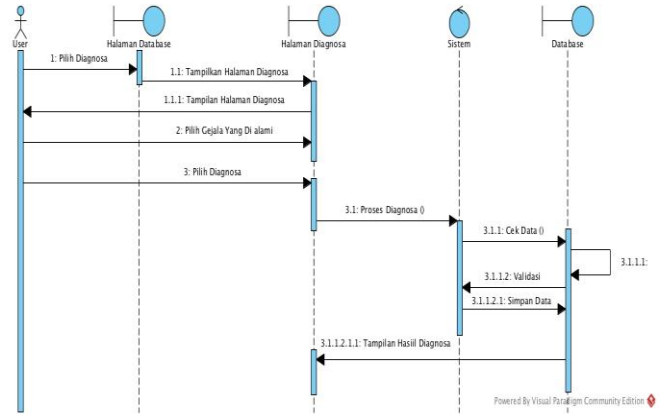 User
Halaman Database
Halaman Diagnosa
Sistem
Database
1: Pilih Diagnosa
1.1: Tampilkan Halaman Diagnosa
1.1.1: Tampilan Halaman Diagnosa
2: Pilih Gejala Yang Di alami
3: Pilih Diagnosa
3.1: Proses Diagnosa ()
3.1.1: Cek Data ()
3.1.1.1:
3.1.1.2: Validasi
3.1.1.2.1: Simpan Data
3.1.1.2.1.1: Tampilan Hasiil Diagnosa
Powered By Visual Paradigm Community Edition